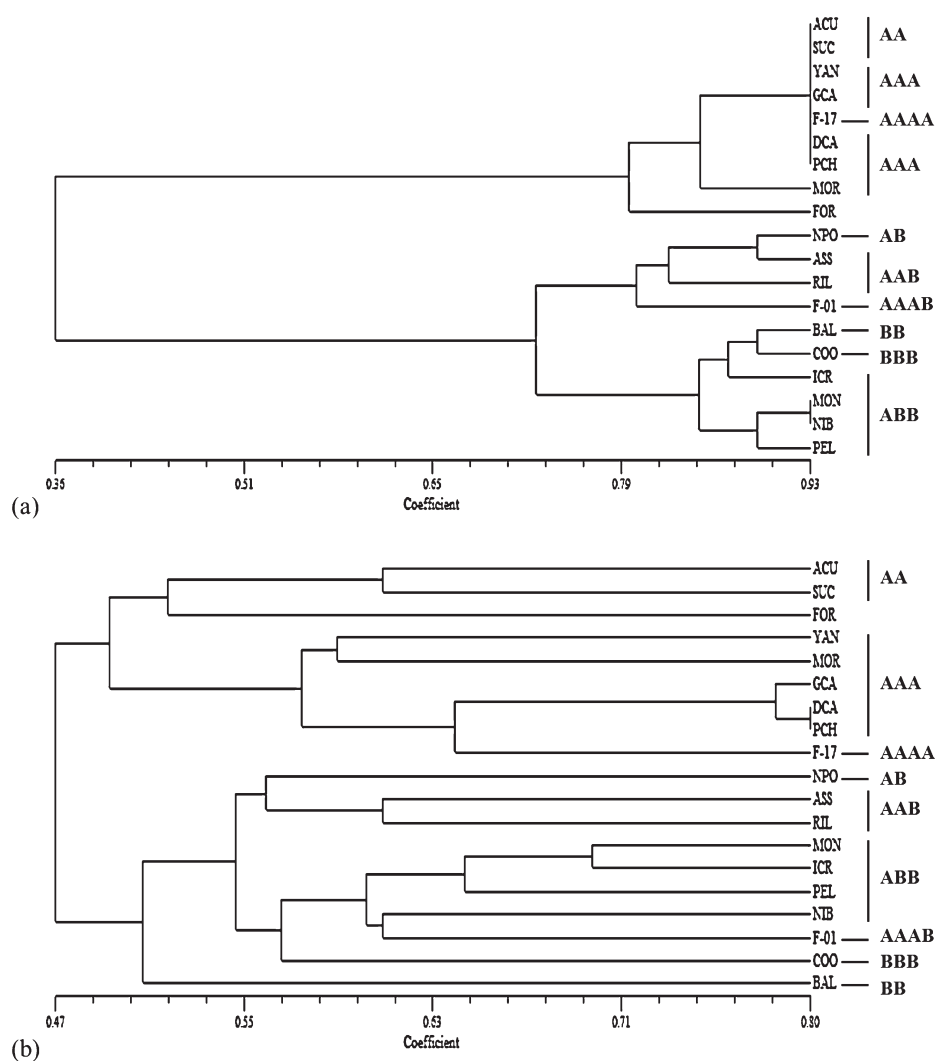 ACU
SUC
AA
YAN
GCA
AAA
F-17
AAAA
DCA
PCH
AAA
MOR
FOR
NPO
AB
ASS
RIL
AAB
F-01
AAAB
BAL
BB
COO
BBB
ICR
MON
NIB
ABB
PEL
0.36 0.51 0.65 0.79 0.93
Coefficient
(a)
ACU
SUC
AA
FOR
YAN
MOR
GCA
AAA
DCA
PCH
F-17
AAAA
NPO
AB
ASS
RIL
AAB
MON
ICR
PEL
ABB
NIB
F-01
AAAB
COO
BBB
BAL
BB
0.47 0.55 0.63 0.71 0.80
Coefficient
(b)